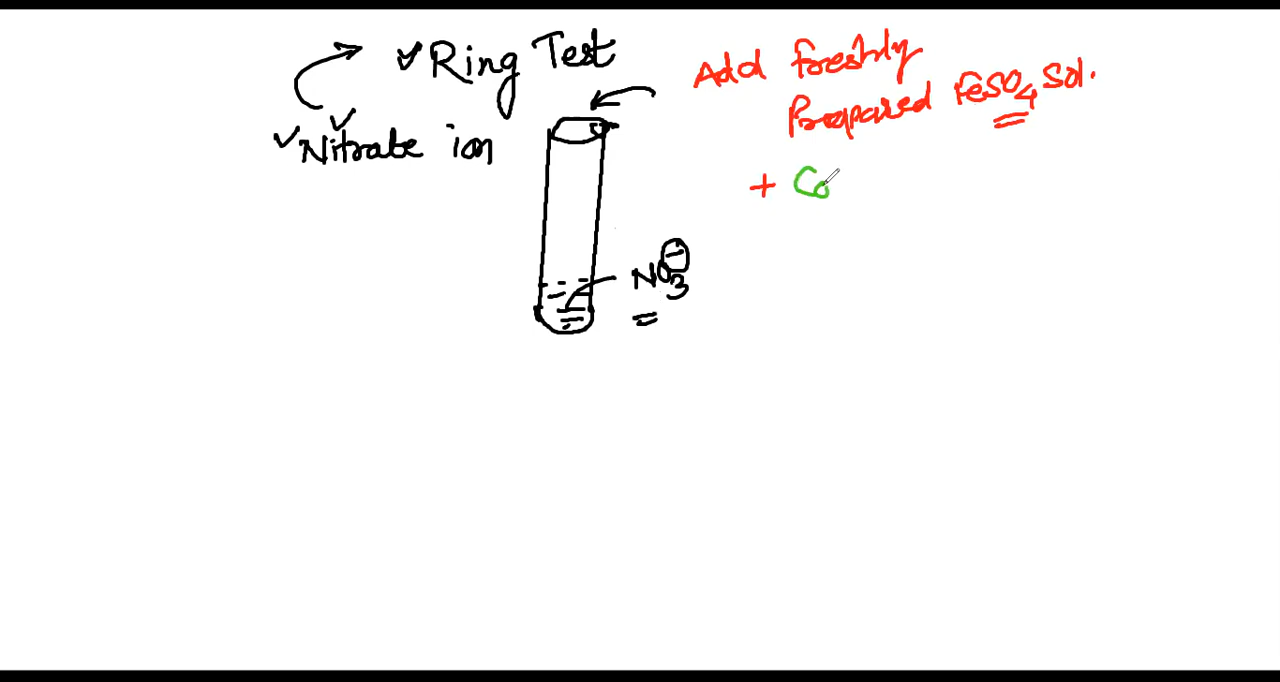 Ring Test
Nitrate ion
Add freshly
Prepared FeSO4 Sol.
+ Co
NO3⊖